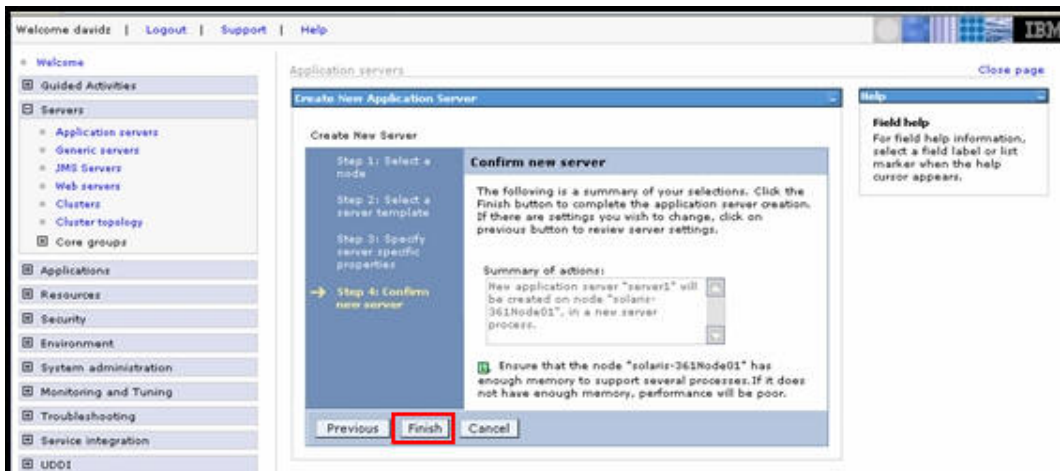 Welcome davidz | Logout | Support | Help
IBM
Welcome
Guided Activities
Servers
Application servers
Generic servers
JMS Servers
Web servers
Clusters
Cluster topology
Core groups
Applications
Resources
Security
Environment
System administration
Monitoring and Tuning
Troubleshooting
Service integration
UDDI
Application servers
Close page
Create New Application Server
Create New Server
Step 1: Select a
node
Step 2: Select a
server template
Step 3: Specify
server specific
properties
Step 4: Confirm
new server
Confirm new server
The following is a summary of your selections. Click the
Finish button to complete the application server creation.
If there are settings you wish to change, click on
previous button to review server settings.
Summary of actions:
New application server "server1" will
be created on node "solaris-
361Node01", in a new server
process.
Ensure that the node "solaris-361Node01" has
enough memory to support several processes.If it does
not have enough memory, performance will be poor.
Previous Finish Cancel
Help
Field help
For field help information,
select a field label or list
marker when the help
cursor appears.